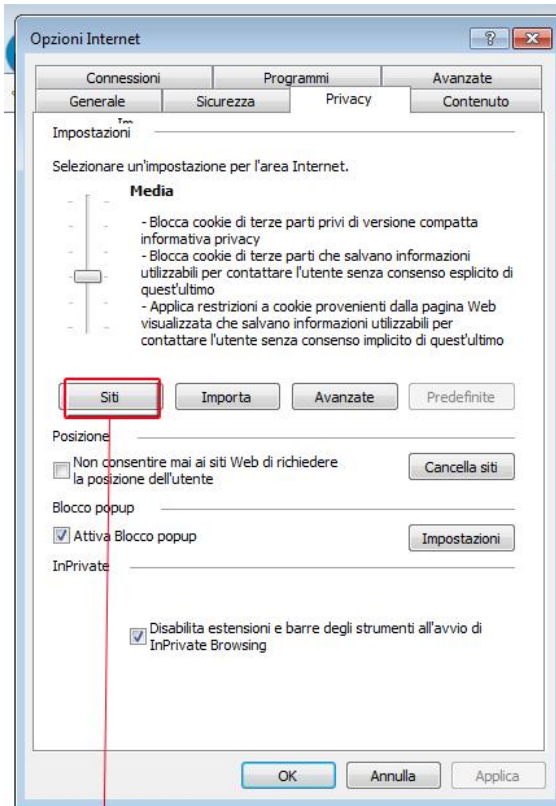 Opzioni Internet
Connessioni Programmi Avanzate
Generale Sicurezza Privacy Contenuto
Impostazioni
Selezionare un'impostazione per l'area Internet.
Media
- Blocca cookie di terze parti privi di versione compatta
informativa privacy
- Blocca cookie di terze parti che salvano informazioni
utilizzabili per contattare l'utente senza consenso esplicito di
quest'ultimo
- Applica restrizioni a cookie provenienti dalla pagina Web
visualizzata che salvano informazioni utilizzabili per
contattare l'utente senza consenso implicito di quest'ultimo
Siti Importa Avanzate Predefinite
Posizione
Non consentire mai ai siti Web di richiedere
la posizione dell'utente
Cancella siti
Blocco popup
Attiva Blocco popup Impostazioni
InPrivate
Disabilita estensioni e barre degli strumenti all'avvio di
InPrivate Browsing
OK Annulla Applica